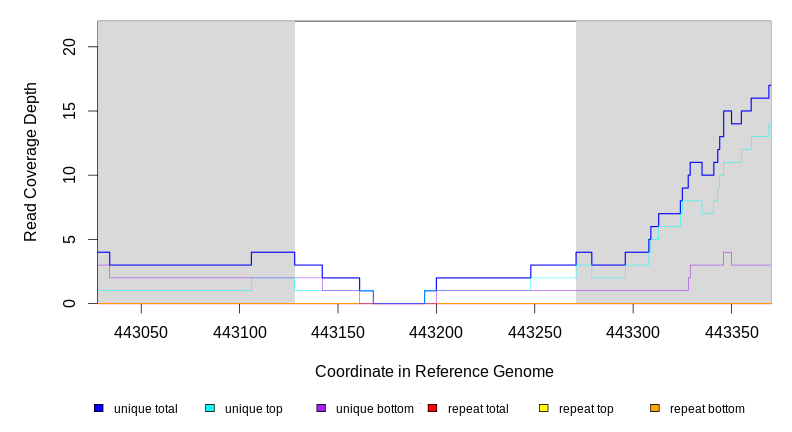 20
15
10
5
0
Read Coverage Depth
443050 443100 443150 443200 443250 443300 443350
Coordinate in Reference Genome
unique total unique top unique bottom repeat total repeat top repeat bottom